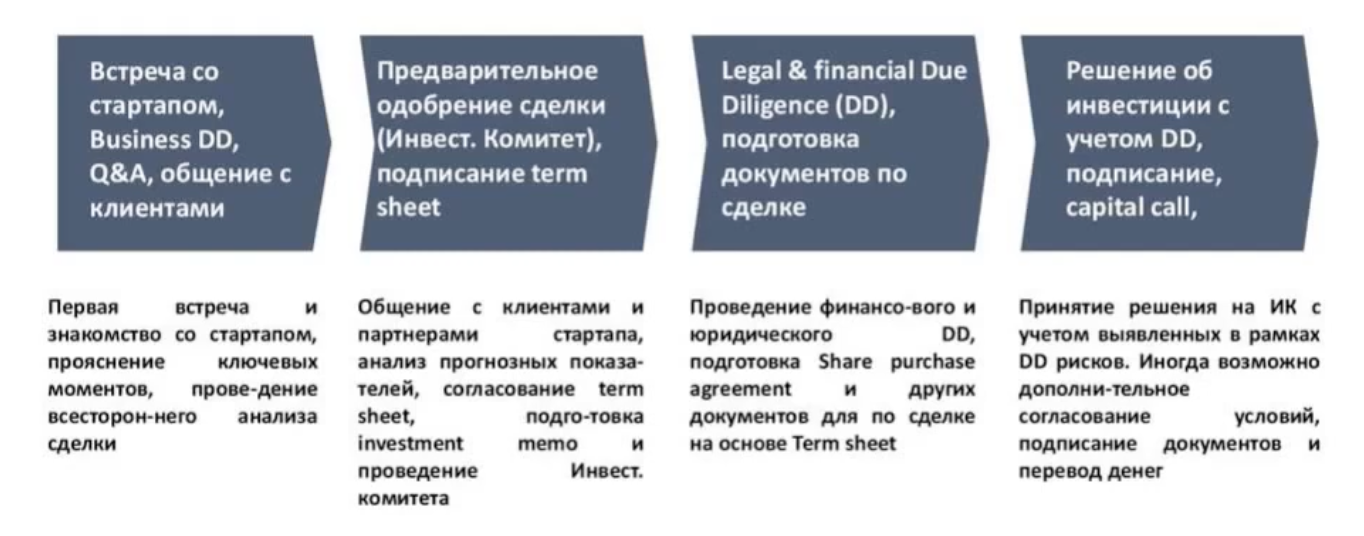 Встреча со
стартапом,
Business DD,
Q&A, общение с
клиентами
Предварительное
одобрение сделки
(Инвест. Комитет),
подписание term
sheet
Legal & financial Due
Diligence (DD),
подготовка
документов по
сделке
Решение об
инвестиции с
учетом DD,
подписание,
capital call,
Первая встреча и
знакомство со стартапом,
прояснение ключевых
моментов, прове-дение
всесторон-него анализа
сделки
Общение с клиентами и
партнерами стартапа,
анализ прогнозных показа-
телей, согласование term
sheet, подго-товка
investment memo и
проведение Инвест.
комитета
Проведение финансо-вого и
юридического DD,
подготовка Share purchase
agreement и других
документов для по сделке
на основе Term sheet
Принятие решения на ИК с
учетом выявленных в рамках
DD рисков. Иногда возможно
дополни-тельное
согласование условий,
подписание документов и
перевод денег